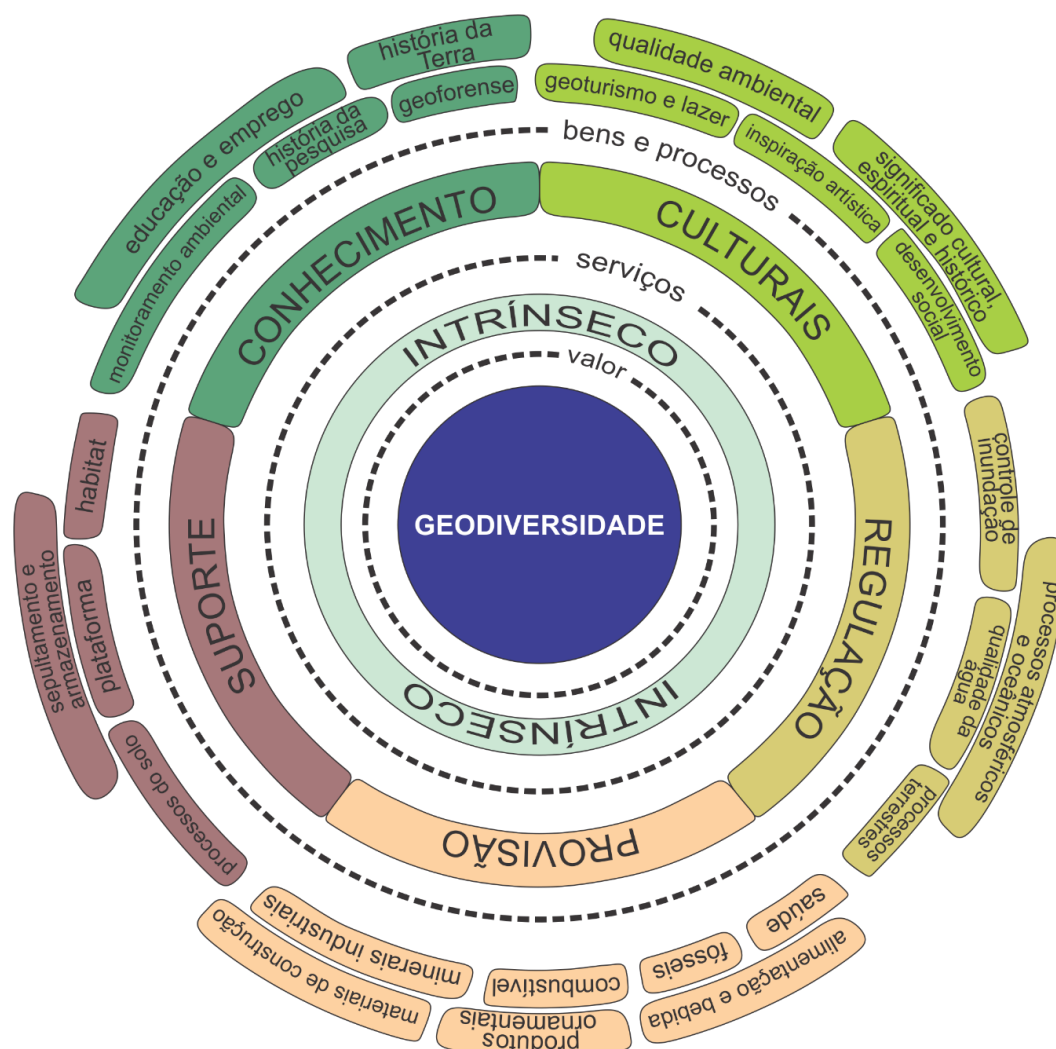 GEODIVERSIDADE
valor
INTRÍNSECO
INTRÍNSECO
serviços
CONHECIMENTO
CULTURAIS
REGULAÇÃO
PROVISÃO
SUPORTE
bens e processos
história da
Terra
geoforense
educação e emprego
história da
pesquisa
monitoramento ambiental
qualidade ambiental
geoturismo e lazer
inspiração artística
significado cultural,
espiritual e histórico
desenvolvimento
social
controle de
inundação
processos atmosféricos
e oceânicos
qualidade da
água
processos
terrestres
saúde
alimentação e bebida
fósseis
combustível
produtos
ornamentais
minerais industriais
materiais de construção
processos do solo
plataforma
sepultamento e
armazenamento
habitat